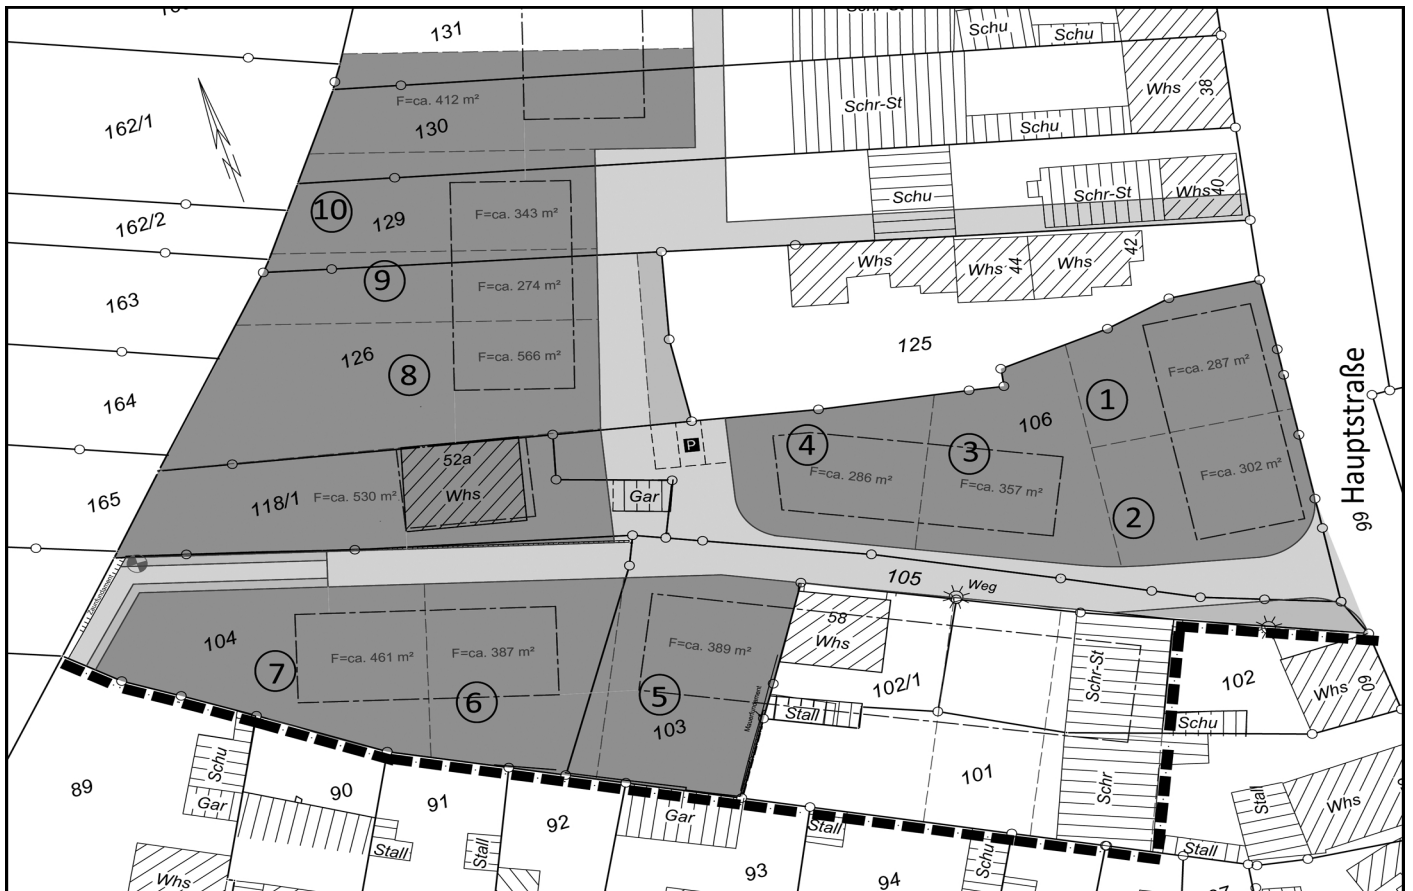 131
Schr-St
Schu
Schu
162/1
F=ca. 412 m²
130
Schr-St
Schu
Whs
38
162/2
10
129
F=ca. 343 m²
Schu
Schr-St
Whs
40
163
9
F=ca. 274 m²
Whs
Whs
44
Whs
42
126
8
F=ca. 566 m²
125
164
1
F=ca. 287 m²
99 Hauptstraße
106
4
3
F=ca. 286 m²
F=ca. 357 m²
F=ca. 302 m²
2
P
165
118/1
F=ca. 530 m²
52a
Whs
Gar
105
Weg
Zaunfundament
104
7
F=ca. 461 m²
F=ca. 387 m²
6
F=ca. 389 m²
5
103
Mauerfundament
58
Whs
102/1
Stall
Schr-St
102
Whs
60
Schu
101
Schr
89
Schu
Gar
90
91
92
Stall
Stall
Gar
Stall
93
94
Schu
Stall
Stall
Whs
Whs
97